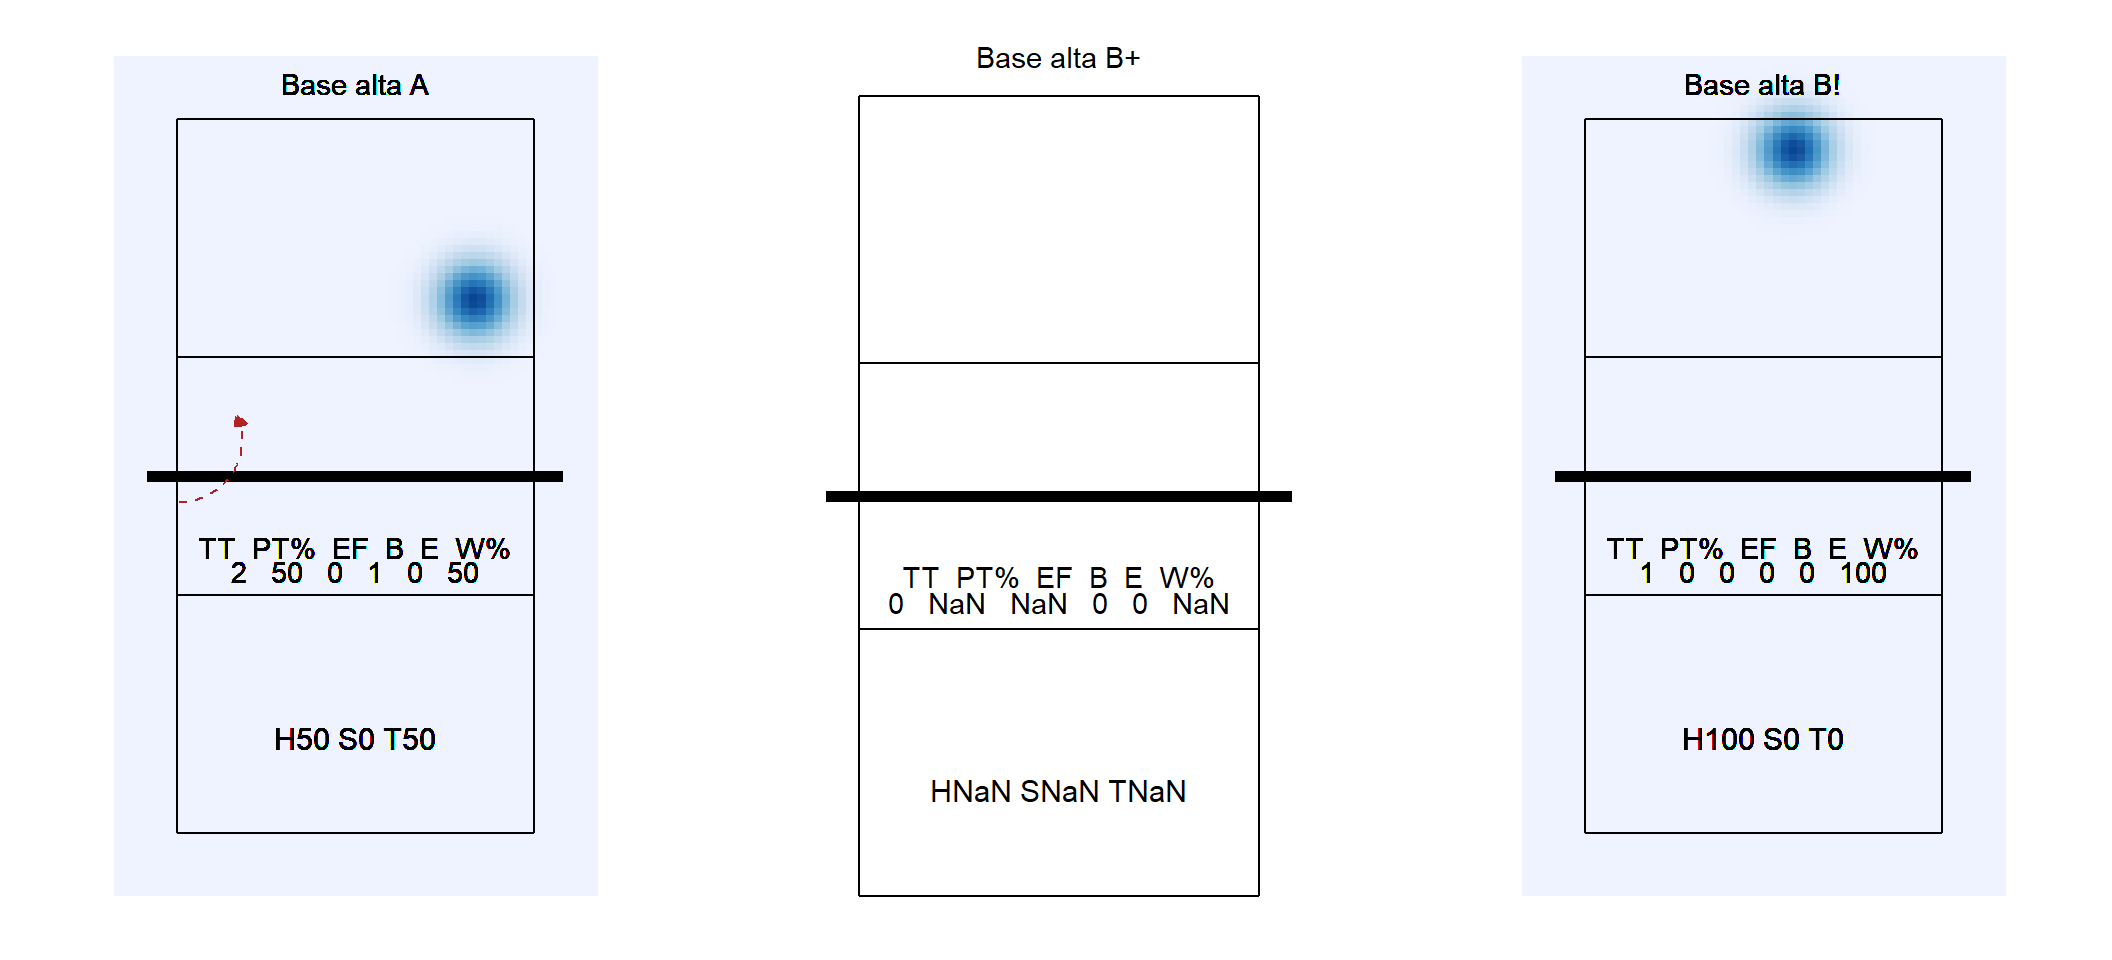 Base alta A
TT PT% EF B E W%
2 50 0 1 0 50
H50 S0 T50
Base alta B+
TT PT% EF B E W%
0 NaN NaN 0 0 NaN
HNaN SNaN TNaN
Base alta B!
TT PT% EF B E W%
1 0 0 0 0 100
H100 S0 T0